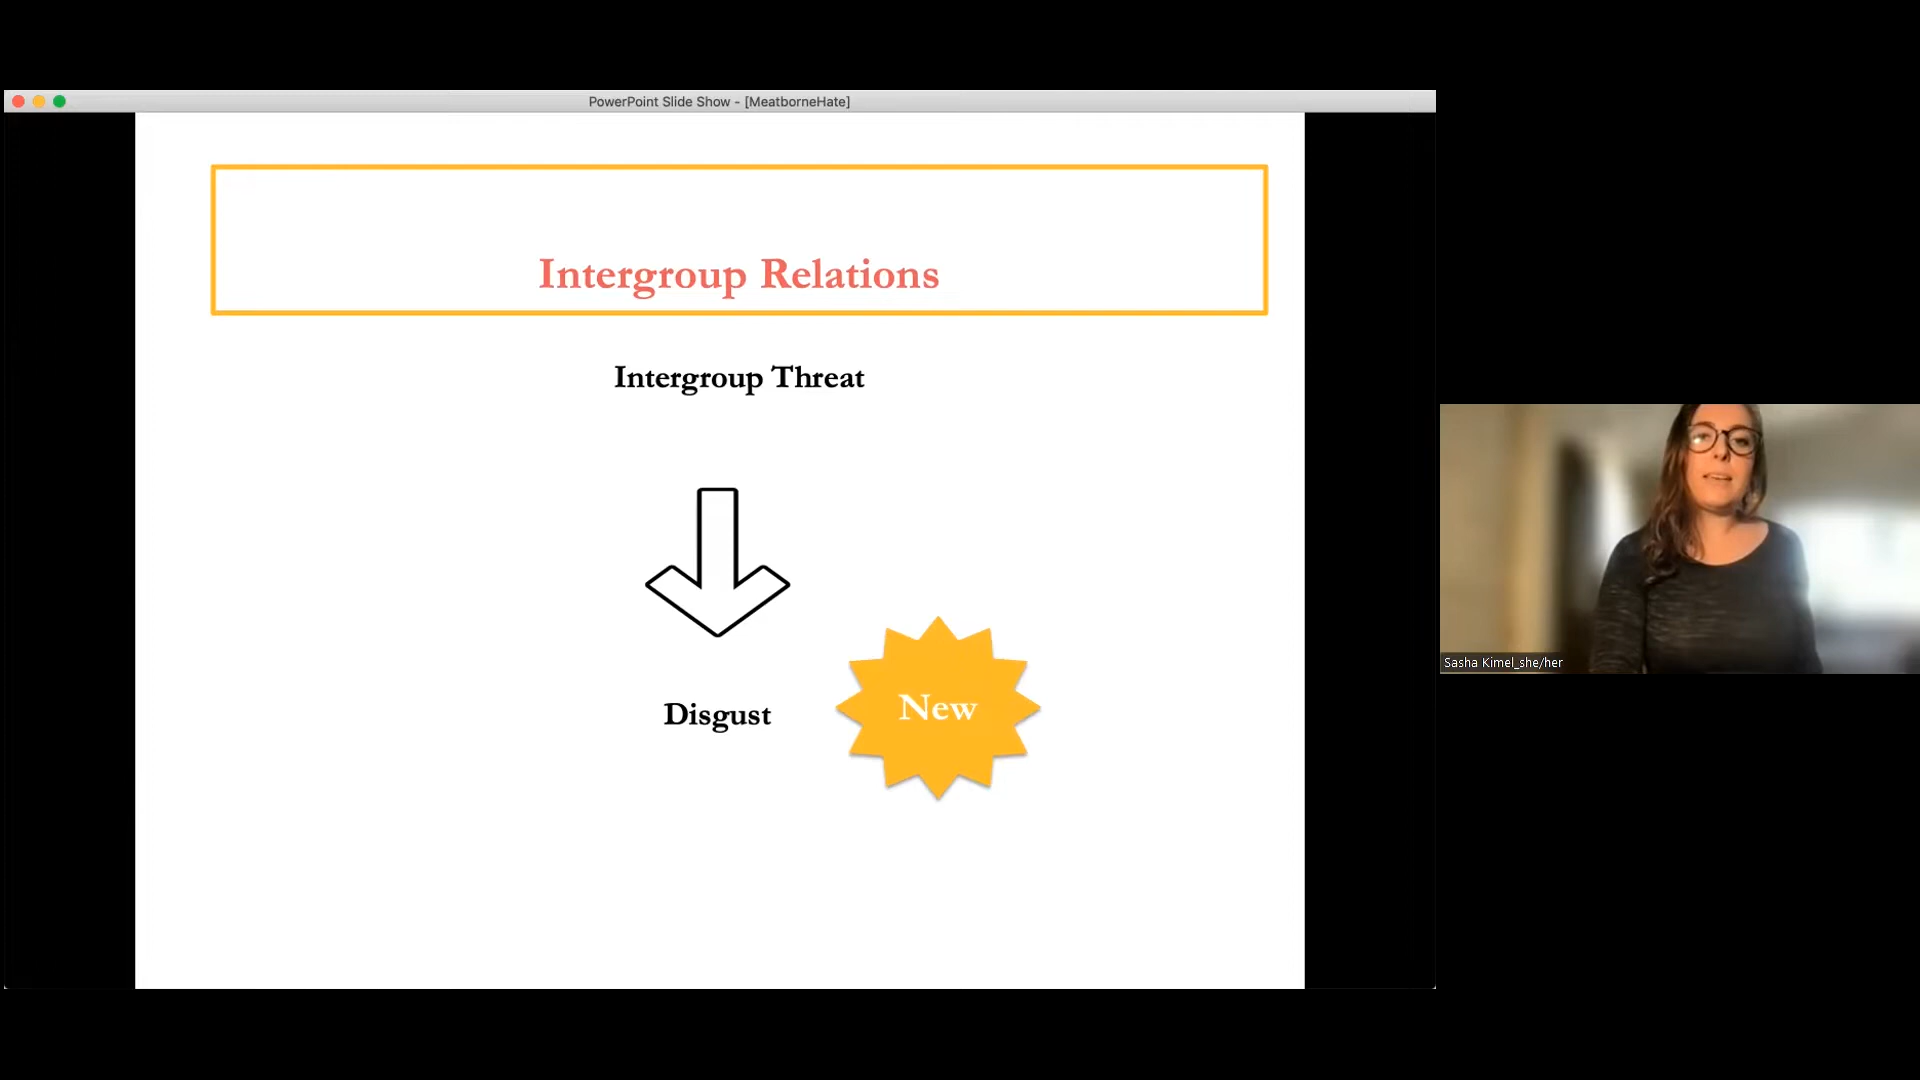 PowerPoint Slide Show - [MeatborneHate]
Intergroup Relations
Intergroup Threat
Disgust
New
Sasha Kimel_she/her